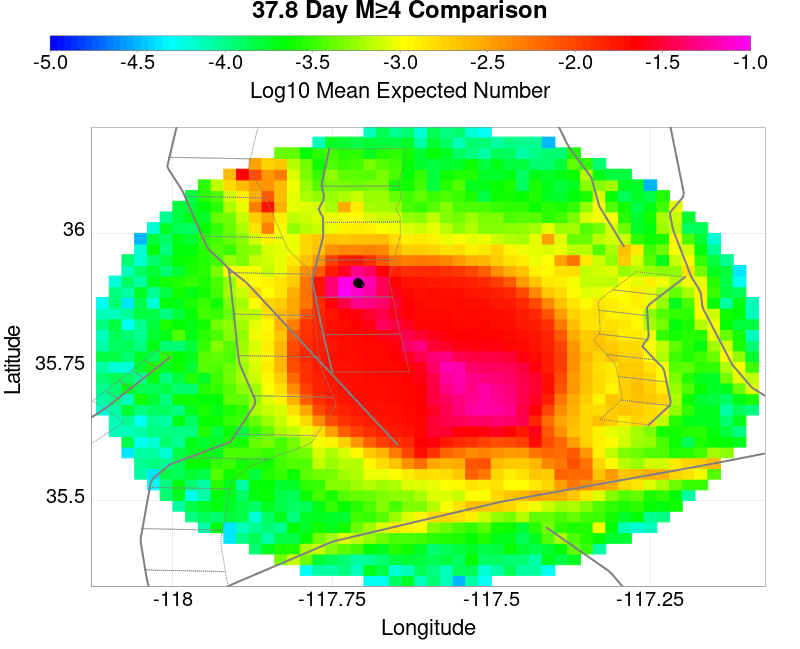 37.8 Day M≥4 Comparison
-5.0 -4.5 -4.0 -3.5 -3.0 -2.5 -2.0 -1.5 -1.0
Log10 Mean Expected Number
36
35.75
35.5
Latitude
-118 -117.75 -117.5 -117.25
Longitude